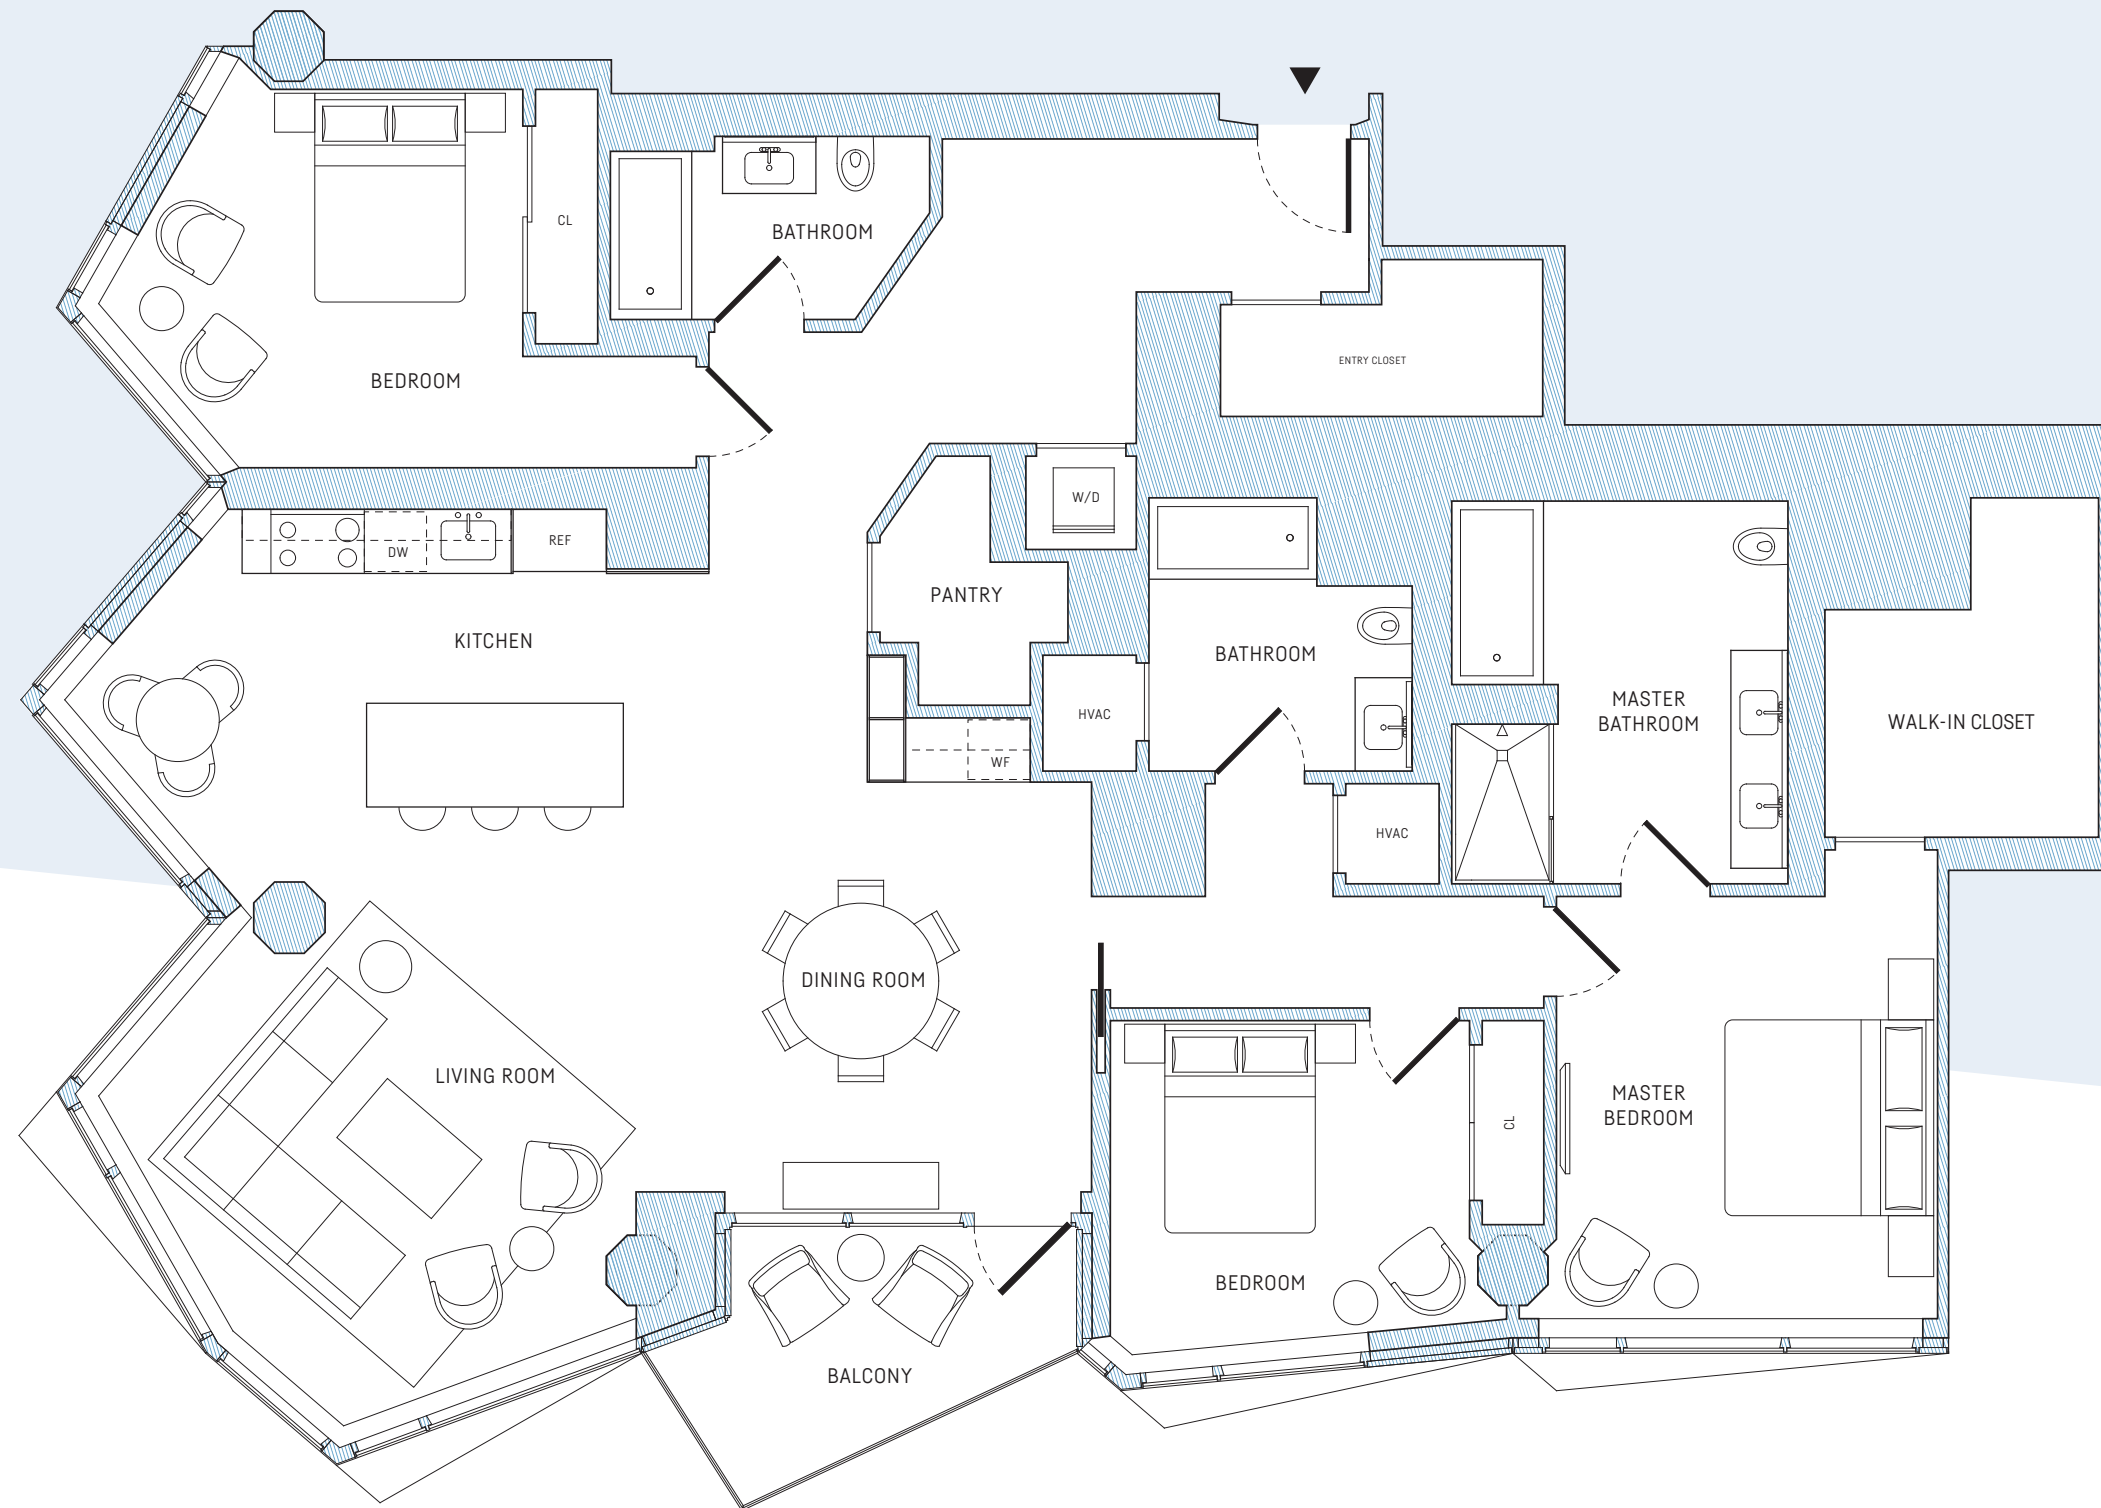 CL
BATHROOM
ENTRY CLOSET
BEDROOM
W/D
REF
DW
PANTRY
KITCHEN
BATHROOM
MASTER
BATHROOM
HVAC
WALK-IN CLOSET
WF
HVAC
DINING ROOM
LIVING ROOM
MASTER
BEDROOM
CL
BEDROOM
BALCONY